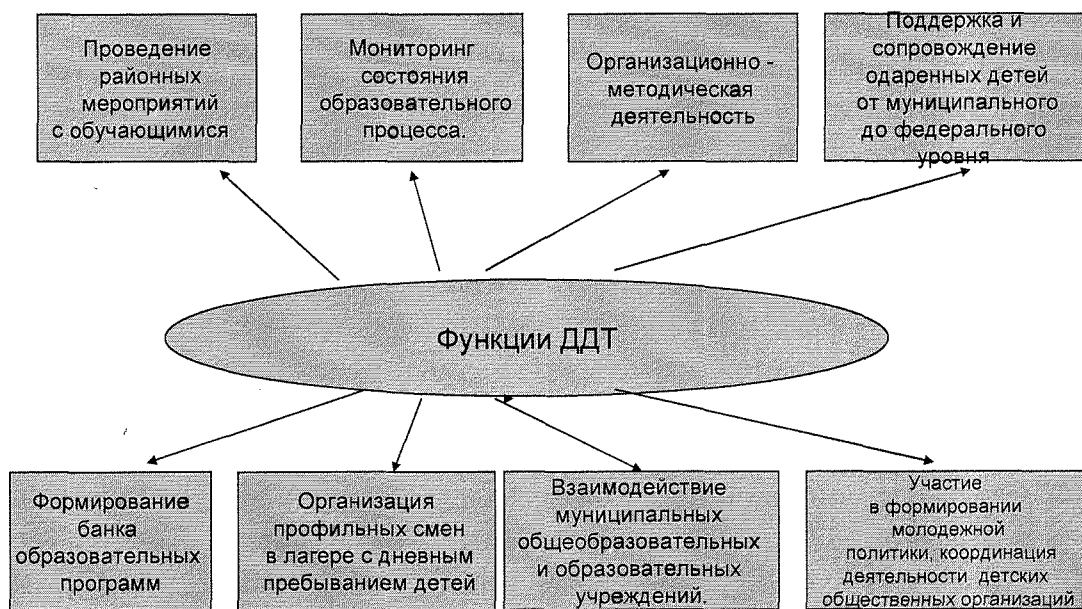 Проведение
районных
мероприятий
с обучающимися
Мониторинг
состояния
образовательного
процесса.
Организационно -
методическая
деятельность
Поддержка и
сопровождение
одаренных детей
от муниципального
до федерального
уровня
Функции ДДТ
Формирование
банка
образовательных
программ
Организация
профильных смен
в лагере с дневным
пребыванием детей
Взаимодействие
муниципальных
общеобразовательных
и образовательных
учреждений.
Участие
в формировании
молодежной
политики, координация
деятельности детских
общественных организаций